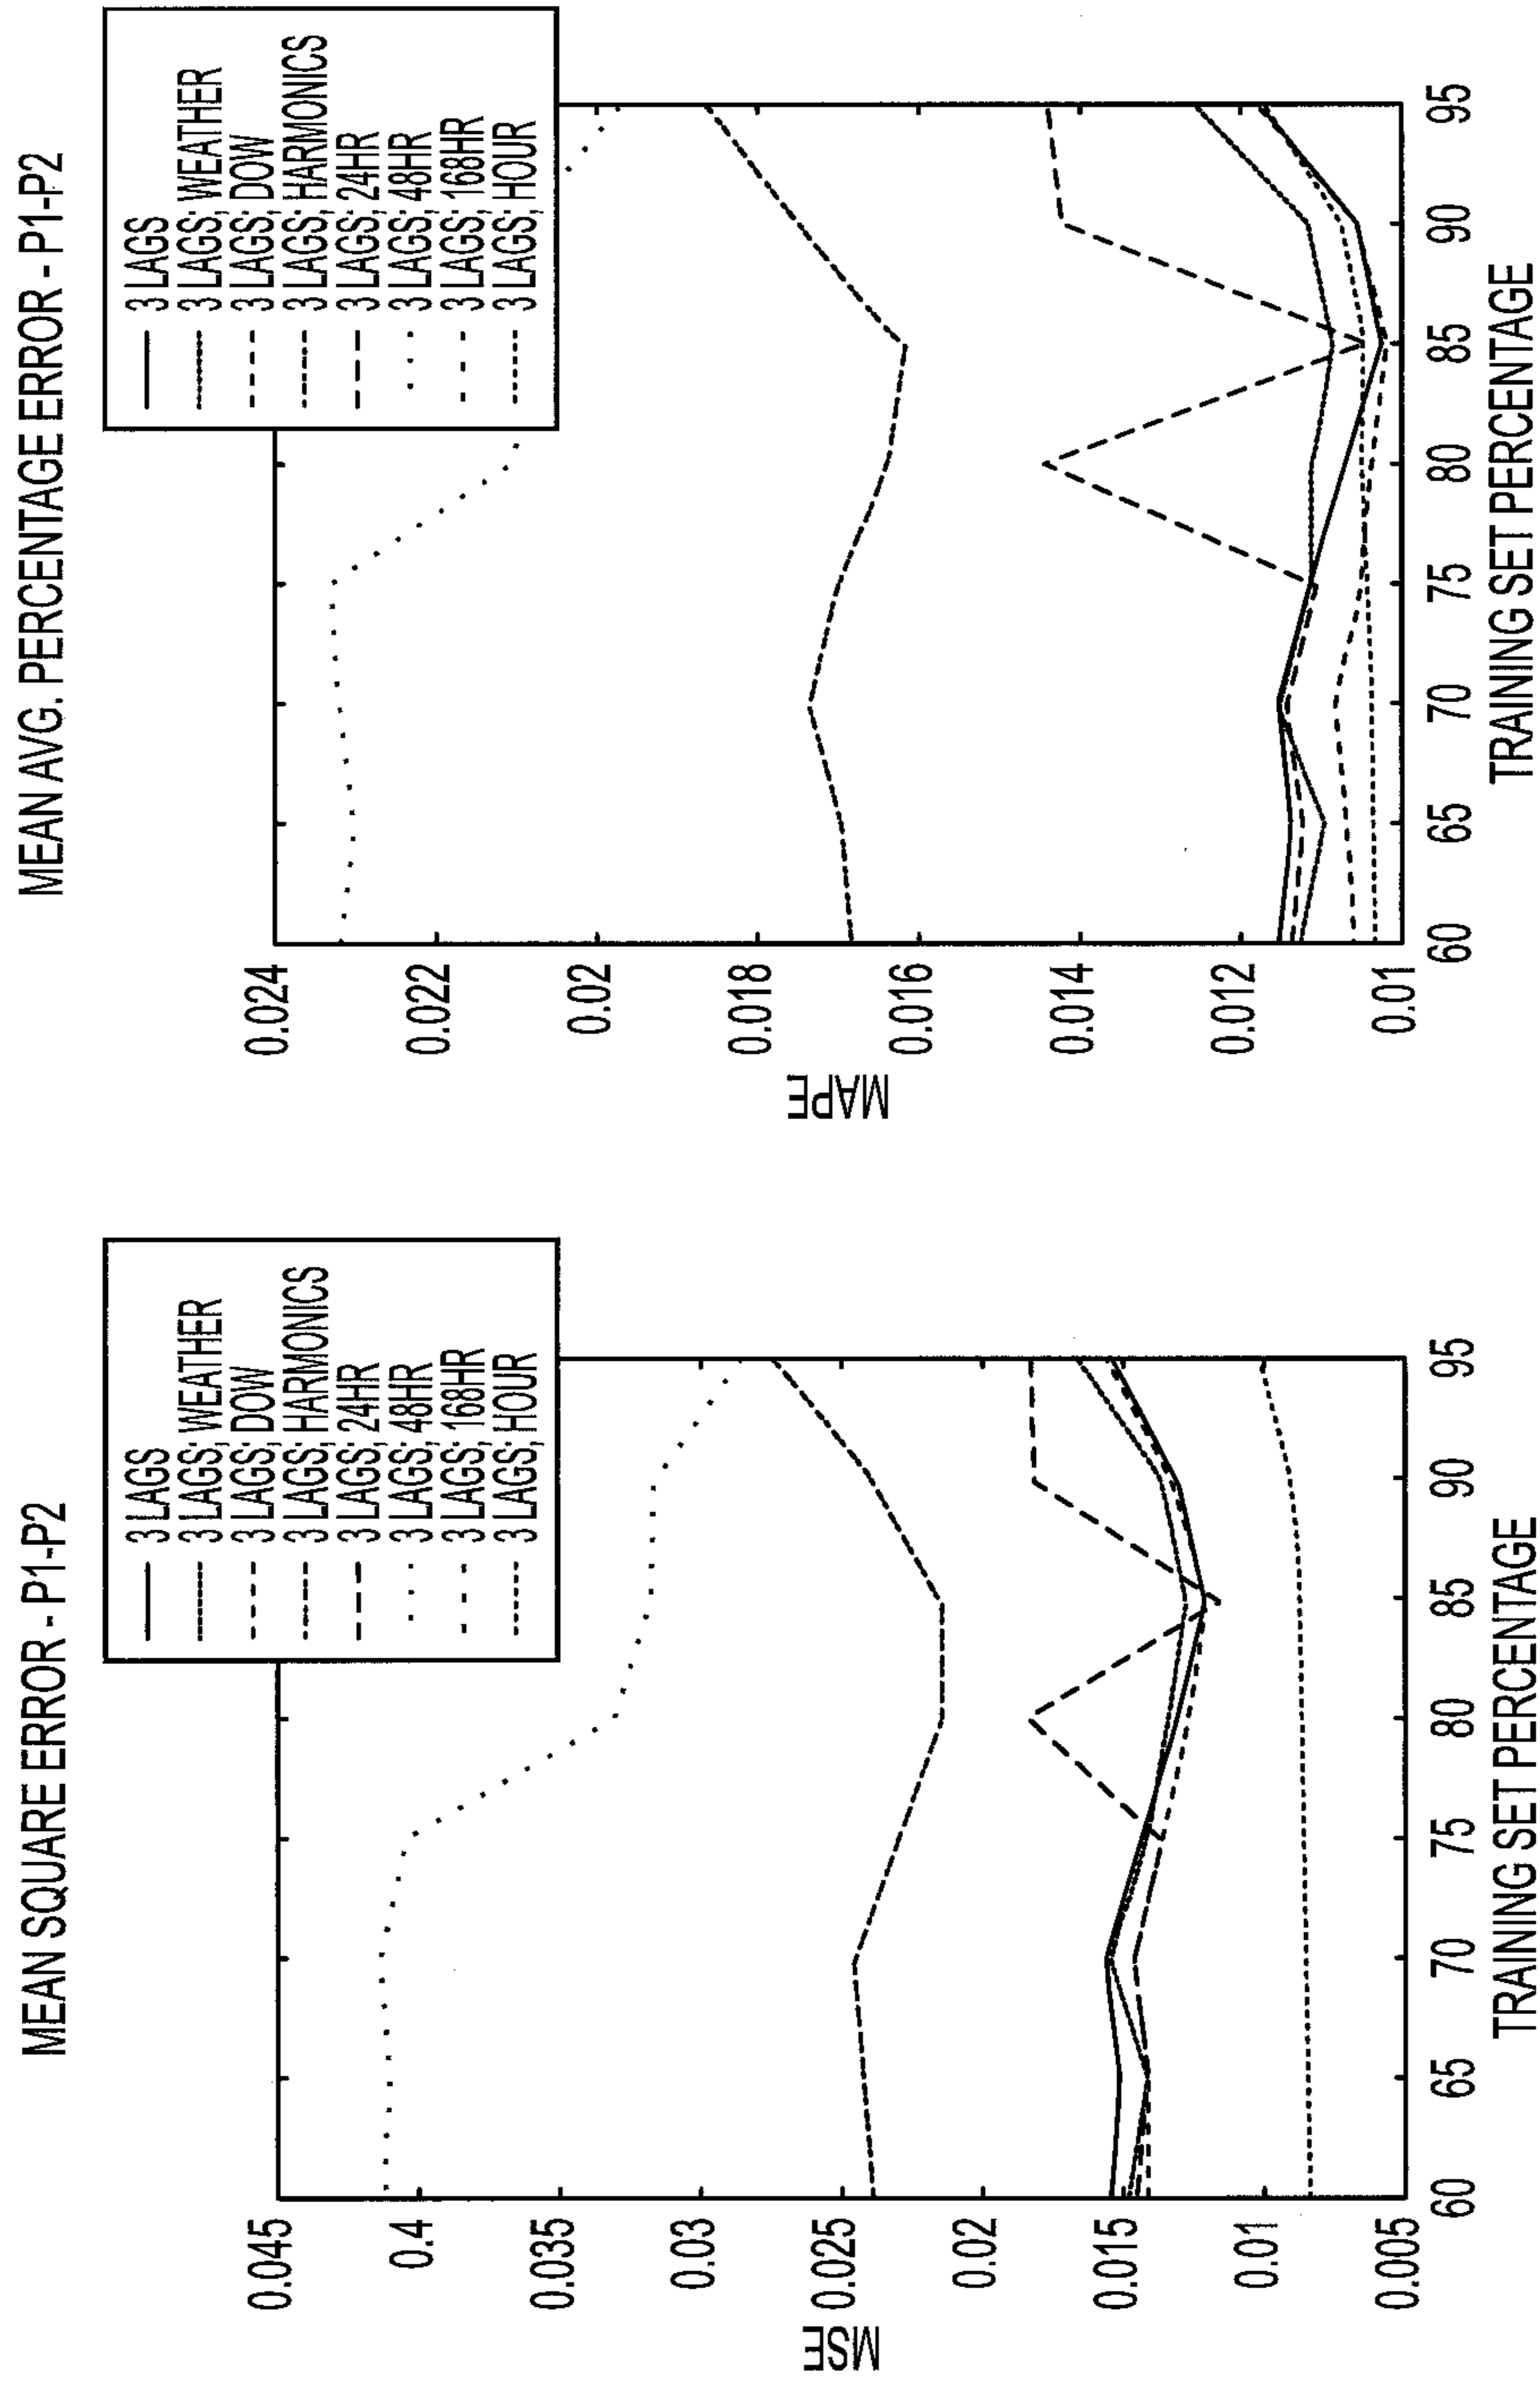 MEAN SQUARE ERROR - P1-P2
3 LAGS
3 LAGS; WEATHER
3 LAGS; DOW
3 LAGS; HARMONICS
3 LAGS; 24HR
3 LAGS; 48HR
3 LAGS; 168HR
3 LAGS; HOUR
MSE
0.045
0.4
0.035
0.03
0.025
0.02
0.015
0.01
0.005
60 65 70 75 80 85 90 95
TRAINING SET PERCENTAGE
MEAN AVG. PERCENTAGE ERROR - P1-P2
3 LAGS
3 LAGS; WEATHER
3 LAGS; DOW
3 LAGS; HARMONICS
3 LAGS; 24HR
3 LAGS; 48HR
3 LAGS; 168HR
3 LAGS; HOUR
MAPE
0.024
0.022
0.02
0.018
0.016
0.014
0.012
0.01
60 65 70 75 80 85 90 95
TRAINING SET PERCENTAGE